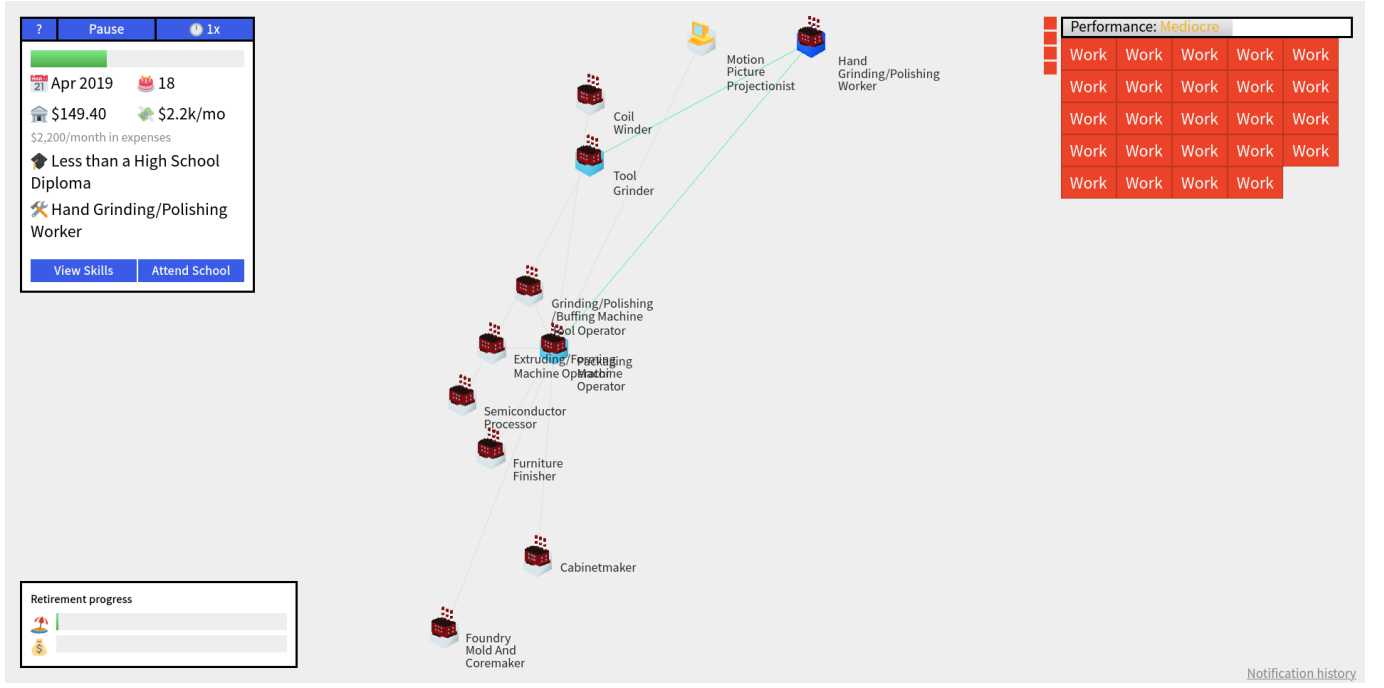 ? Pause 1x
Apr 2019 18
$149.40 $2.2k/mo
$2,200/month in expenses
Less than a High School
Diploma
Hand Grinding/Polishing
Worker
View Skills Attend School
Motion
Picture
Projectionist
Hand
Grinding/Polishing
Worker
Coil
Winder
Tool
Grinder
Grinding/Polishing
/Buffing Machine
Tool Operator
Extruding/Forming
Machine Operator
Packaging
Machine
Operator
Semiconductor
Processor
Furniture
Finisher
Cabinetmaker
Foundry
Mold And
Coremaker
Performance: Mediocre
Work Work Work Work Work
Work Work Work Work Work
Work Work Work Work Work
Work Work Work Work Work
Work Work Work Work
Retirement progress
Notification history